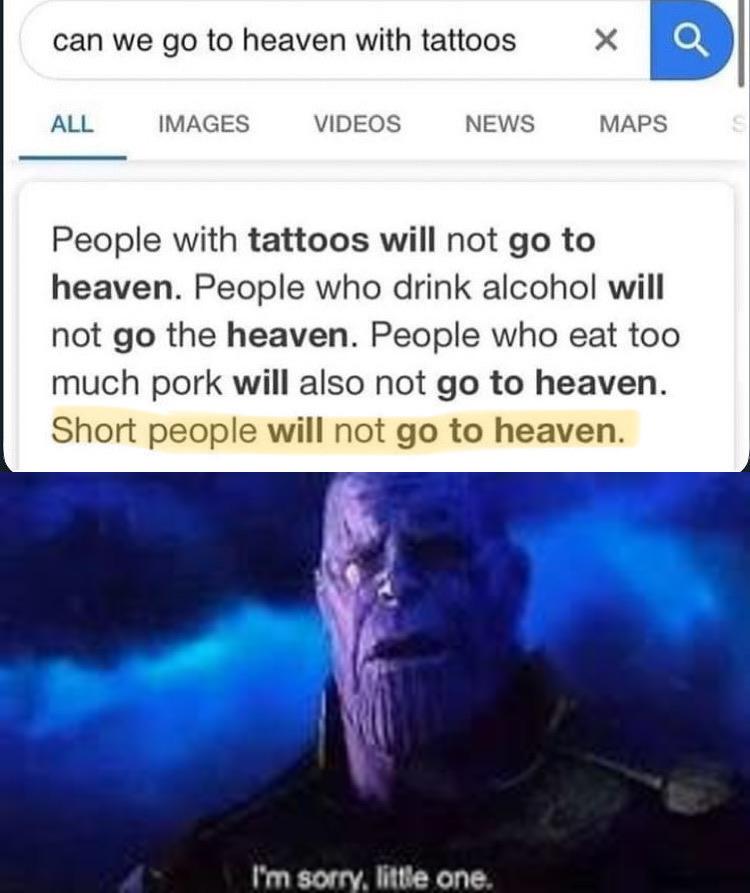 can we go to heaven with tattoos
ALL IMAGES VIDEOS NEWS MAPS S
People with tattoos will not go to
heaven. People who drink alcohol will
not go the heaven. People who eat too
much pork will also not go to heaven.
Short people will not go to heaven.
I'm sorry, little one.